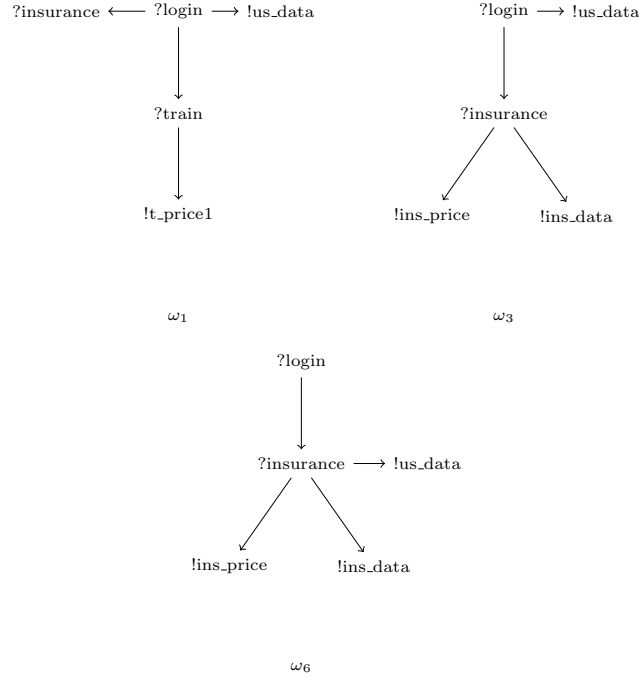 ?insurance ?login !us_data
?train
!t_price1
ω₁
?login !us_data
?insurance
!ins_price !ins_data
ω₃
?login
?insurance !us_data
!ins_price !ins_data
ω₆